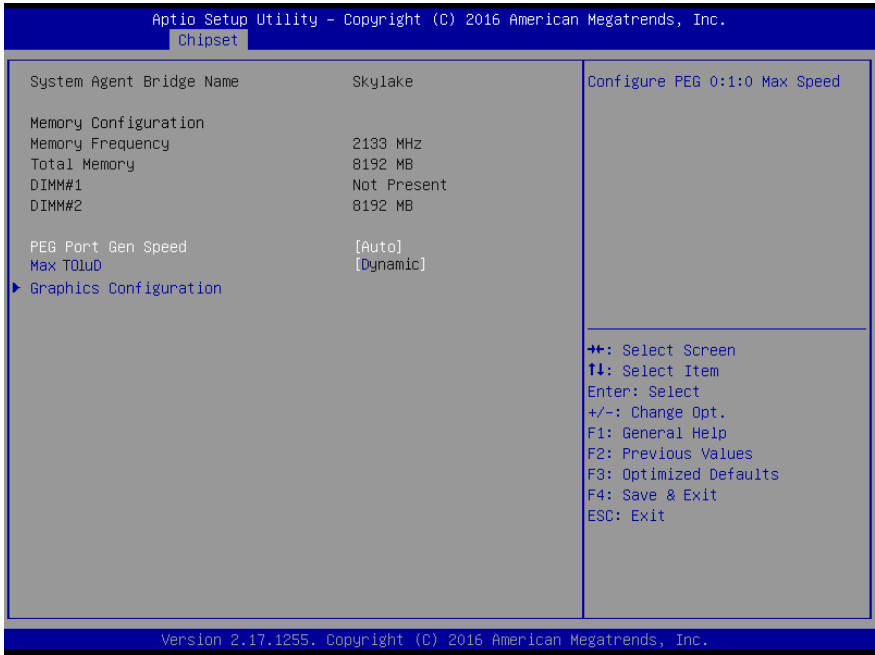 Aptio Setup Utility – Copyright (C) 2016 American Megatrends, Inc.
Chipset
System Agent Bridge Name Skylake
Memory Configuration
Memory Frequency 2133 MHz
Total Memory 8192 MB
DIMM#1 Not Present
DIMM#2 8192 MB
PEG Port Gen Speed [Auto]
Max TOluD [Dynamic]
Graphics Configuration
Configure PEG 0:1:0 Max Speed
→←: Select Screen
↑↓: Select Item
Enter: Select
+/-: Change Opt.
F1: General Help
F2: Previous Values
F3: Optimized Defaults
F4: Save & Exit
ESC: Exit
Version 2.17.1255. Copyright (C) 2016 American Megatrends, Inc.